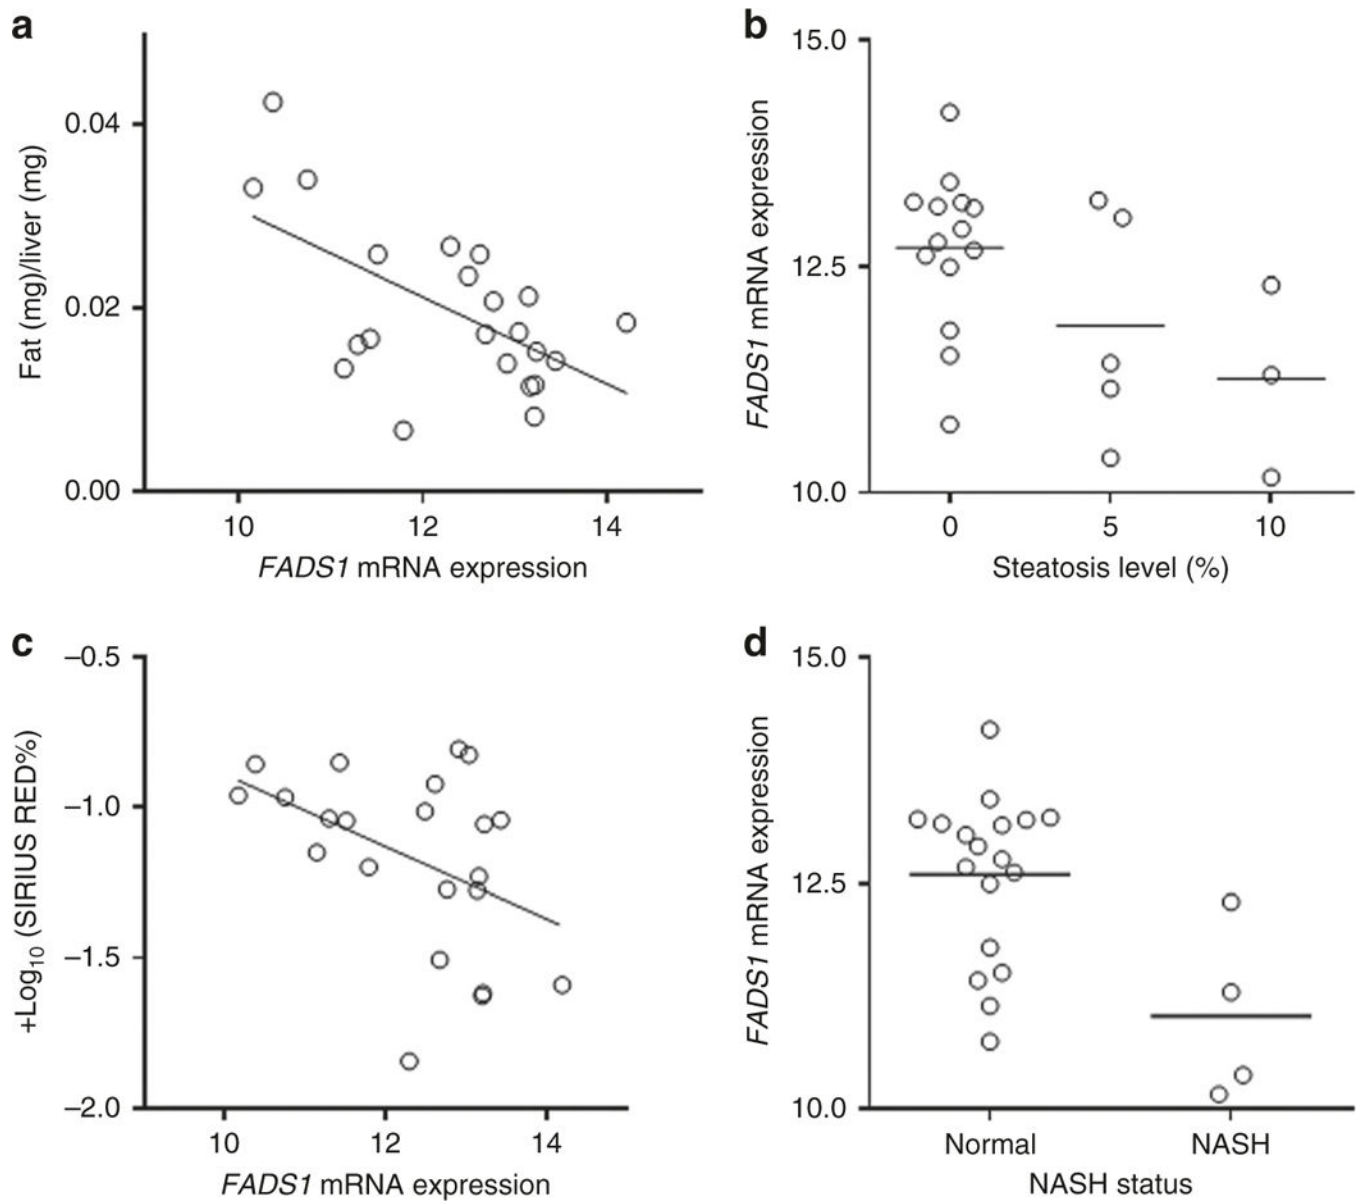 a
Fat (mg)/liver (mg)
0.04
0.02
0.00
10 12 14
FADS1 mRNA expression
b
FADS1 mRNA expression
15.0
12.5
10.0
0 5 10
Steatosis level (%)
c
+Log10 (SIRIUS RED%)
–0.5
–1.0
–1.5
–2.0
10 12 14
FADS1 mRNA expression
d
FADS1 mRNA expression
15.0
12.5
10.0
Normal NASH
NASH status